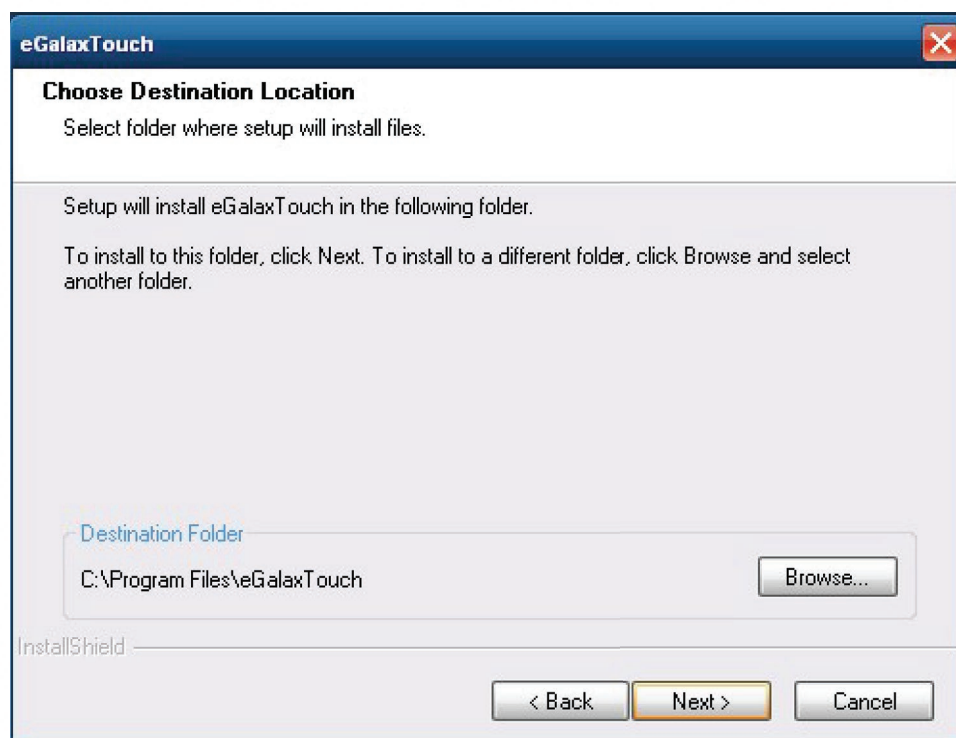 eGalaxTouch
Choose Destination Location
Select folder where setup will install files.
Setup will install eGalaxTouch in the following folder.
To install to this folder, click Next. To install to a different folder, click Browse and select
another folder.
Destination Folder
C:\Program Files\eGalaxTouch
Browse...
InstallShield
< Back
Next >
Cancel